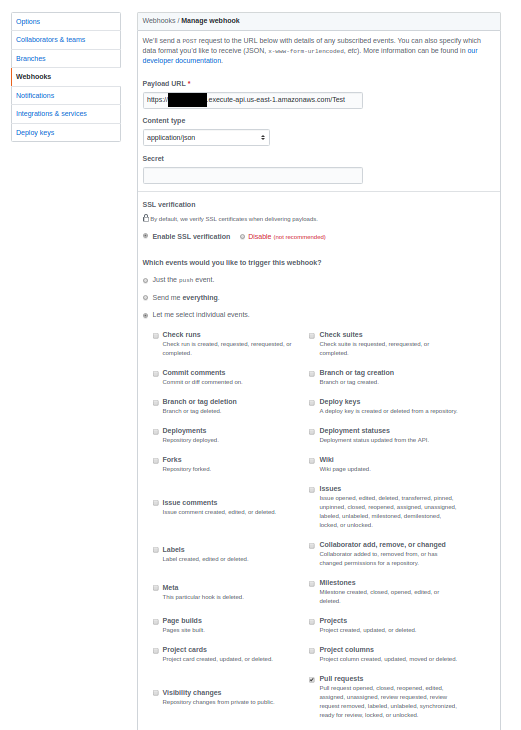 Options
Collaborators & teams
Branches
Webhooks
Notifications
Integrations & services
Deploy keys
Webhooks / Manage webhook
We'll send a POST request to the URL below with details of any subscribed events. You can also specify which
data format you'd like to receive (JSON, x-www-form-urlencoded, etc). More information can be found in our
developer documentation.
Payload URL *
https:// .execute-api.us-east-1.amazonaws.com/Test
Content type
application/json
Secret
SSL verification
By default, we verify SSL certificates when delivering payloads.
Enable SSL verification Disable (not recommended)
Which events would you like to trigger this webhook?
Just the push event.
Send me everything.
Let me select individual events.
Check runs
Check run is created, requested, rerequested, or
completed.
Check suites
Check suite is requested, rerequested, or
completed.
Commit comments
Commit or diff commented on.
Branch or tag creation
Branch or tag created.
Branch or tag deletion
Branch or tag deleted.
Deploy keys
A deploy key is created or deleted from a repository.
Deployments
Repository deployed.
Deployment statuses
Deployment status updated from the API.
Forks
Repository forked.
Wiki
Wiki page updated.
Issue comments
Issue comment created, edited, or deleted.
Issues
Issue opened, edited, deleted, transferred, pinned,
unpinned, closed, reopened, assigned, unassigned,
labeled, unlabeled, milestoned, demilestoned,
locked, or unlocked.
Labels
Label created, edited or deleted.
Collaborator add, remove, or changed
Collaborator added to, removed from, or has
changed permissions for a repository.
Meta
This particular hook is deleted.
Milestones
Milestone created, closed, opened, edited, or
deleted.
Page builds
Pages site built.
Projects
Project created, updated, or deleted.
Project cards
Project card created, updated, or deleted.
Project columns
Project column created, updated, moved or deleted.
Visibility changes
Repository changes from private to public.
Pull requests
Pull request opened, closed, reopened, edited,
assigned, unassigned, review requested, review
request removed, labeled, unlabeled, synchronized,
ready for review, locked, or unlocked.